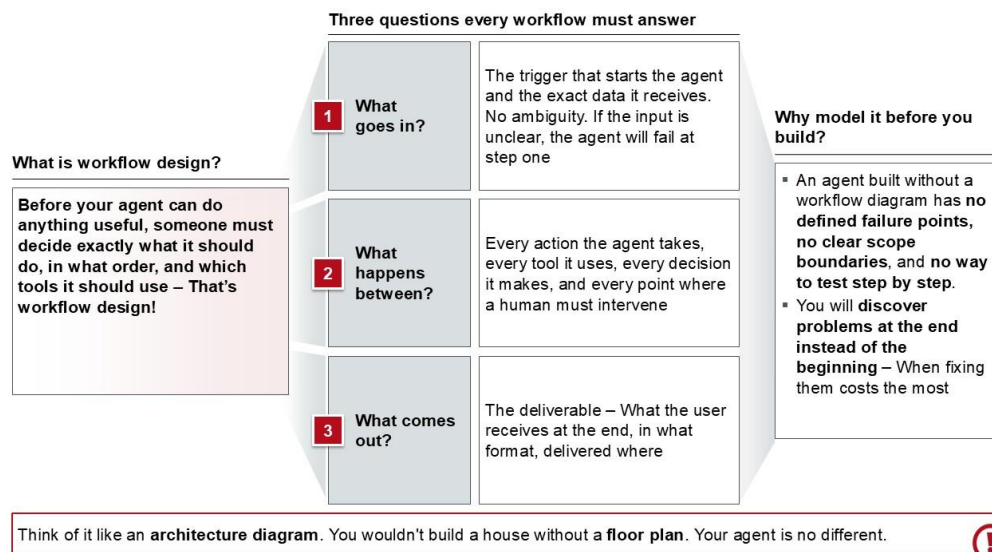 Three questions every workflow must answer
What is workflow design?
Before your agent can do
anything useful, someone must
decide exactly what it should
do, in what order, and which
tools it should use – That's
workflow design!
1
What
goes in?
The trigger that starts the agent
and the exact data it receives.
No ambiguity. If the input is
unclear, the agent will fail at
step one
2
What
happens
between?
Every action the agent takes,
every tool it uses, every decision
it makes, and every point where
a human must intervene
3
What comes
out?
The deliverable – What the user
receives at the end, in what
format, delivered where
Why model it before you
build?
▪ An agent built without a
workflow diagram has no
defined failure points,
no clear scope
boundaries, and no way
to test step by step.
▪ You will discover
problems at the end
instead of the
beginning – When fixing
them costs the most
Think of it like an architecture diagram. You wouldn't build a house without a floor plan. Your agent is no different.
!